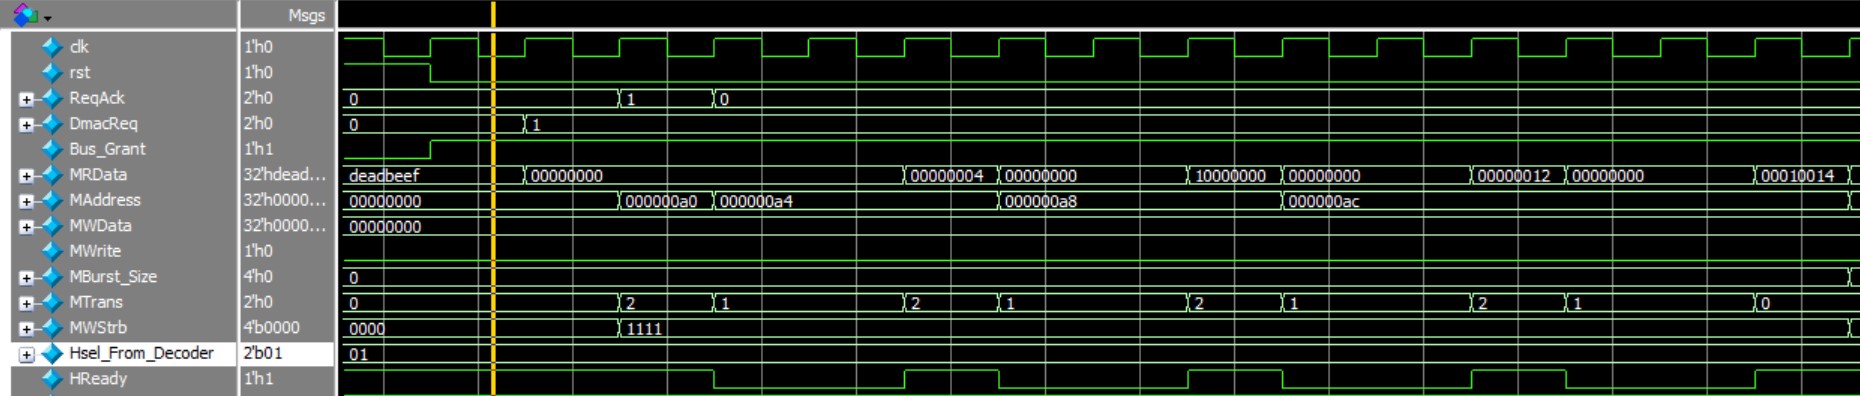 Msgs
clk 1'h0
rst 1'h0
ReqAck 2'h0 0 1 0
DmacReq 2'h0 0 1
Bus_Grant 1'h1
MRData 32'hdead... deadbeef 00000000 00000004 00000000 10000000 00000000 00000012 00000000 00010014
MAddress 32'h0000... 00000000 000000a0 000000a4 000000a8 000000ac
MWData 32'h0000... 00000000
MWrite 1'h0
MBurst_Size 4'h0 0
MTrans 2'h0 0 2 1 2 1 2 1 2 1 0
MWStrb 4'b0000 0000 1111
Hsel_From_Decoder 2'b01 01
HReady 1'h1